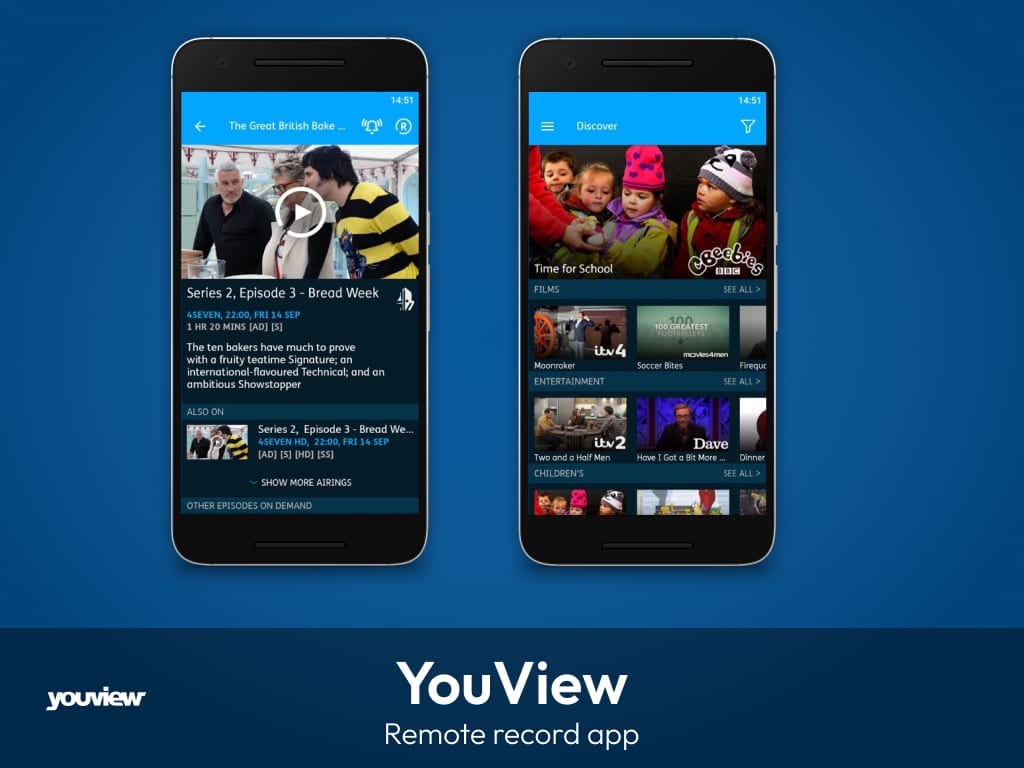 14:51
The Great British Bake ...
R
Series 2, Episode 3 - Bread Week
4SEVEN, 22:00, FRI 14 SEP
1 HR 20 MINS [AD] [S]
The ten bakers have much to prove
with a fruity teatime Signature; an
international-flavoured Technical; and an
ambitious Showstopper
ALSO ON
Series 2, Episode 3 - Bread We...
4SEVEN HD, 22:00, FRI 14 SEP
[AD] [S] [HD] [SS]
SHOW MORE AIRINGS
OTHER EPISODES ON DEMAND
14:51
Discover
Time for School
CBeebies
BBC
FILMS
SEE ALL >
itv4
100
100 GREATEST
FOOTBALLERS
movies4men
Moonraker
Soccer Bites
Firequ
ENTERTAINMENT
SEE ALL >
itv2
Dave
Two and a Half Men
Have I Got a Bit More ...
Dinner
CHILDREN'S
SEE ALL >
youview
YouView
Remote record app